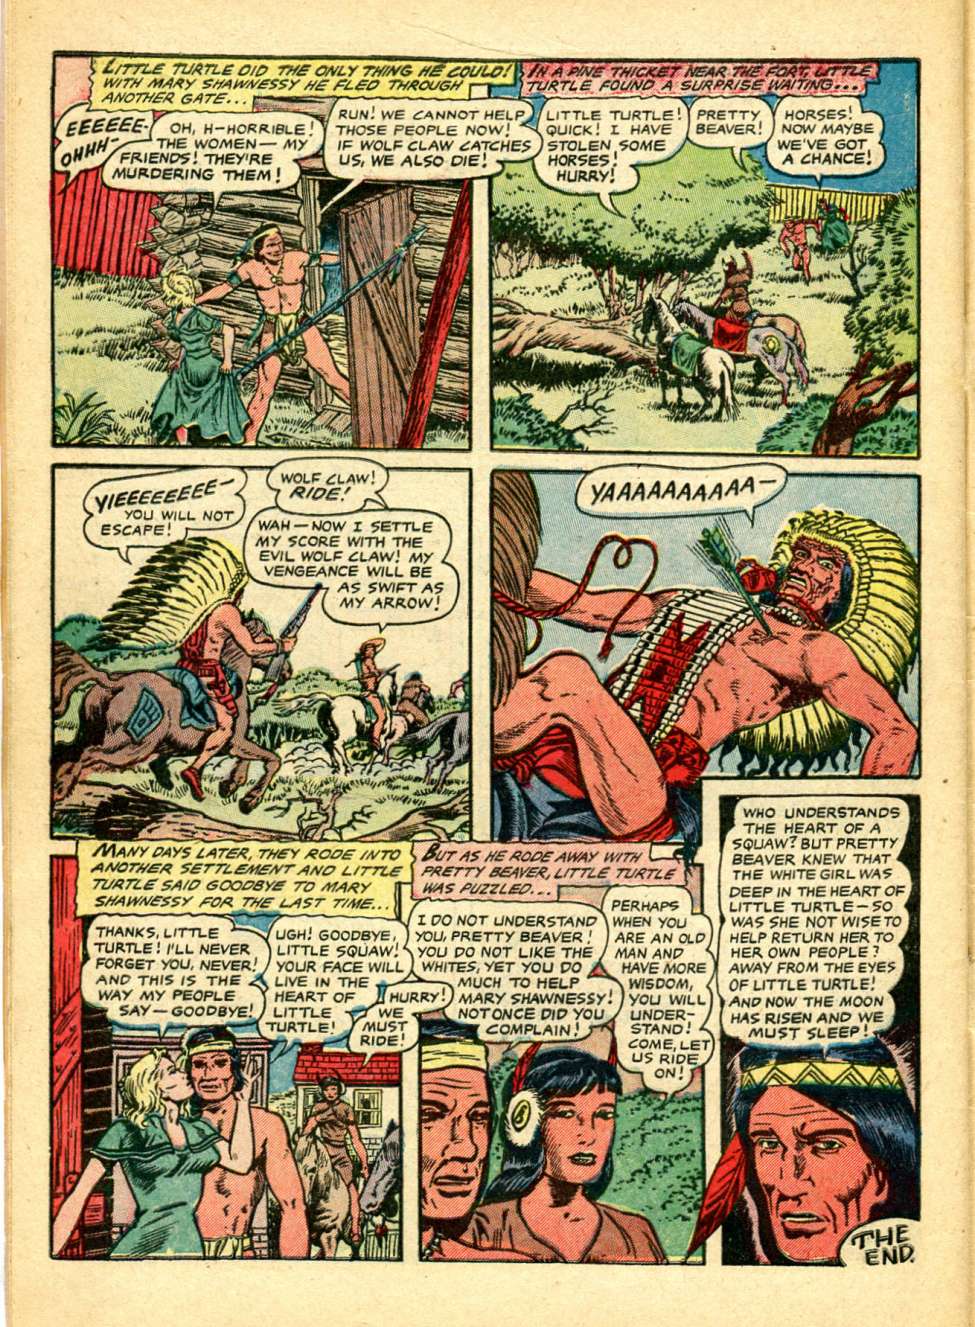 LITTLE TURTLE DID THE ONLY THING HE COULD!
WITH MARY SHAWNESSY HE FLED THROUGH
ANOTHER GATE...
EEEEEE-
OHHH-
OH, H-HORRIBLE!
THE WOMEN — MY
FRIENDS! THEY'RE
MURDERING THEM!
RUN! WE CANNOT HELP
THOSE PEOPLE NOW!
IF WOLF CLAW CATCHES
US, WE ALSO DIE!
IN A PINE THICKET NEAR THE FORT, LITTLE
TURTLE FOUND A SURPRISE WAITING...
LITTLE TURTLE!
QUICK! I HAVE
STOLEN SOME
HORSES!
HURRY!
PRETTY
BEAVER!
HORSES!
NOW MAYBE
WE'VE GOT
A CHANCE!
YIEEEEEEEE—
YOU WILL NOT
ESCAPE!
WOLF CLAW!
RIDE!
WAH — NOW I SETTLE
MY SCORE WITH THE
EVIL WOLF CLAW! MY
VENGEANCE WILL BE
AS SWIFT AS
MY ARROW!
YAAAAAAAAAA—
MANY DAYS LATER, THEY RODE INTO
ANOTHER SETTLEMENT AND LITTLE
TURTLE SAID GOODBYE TO MARY
SHAWNESSY FOR THE LAST TIME...
THANKS, LITTLE
TURTLE! I'LL NEVER
FORGET YOU, NEVER!
AND THIS IS THE
WAY MY PEOPLE
SAY — GOODBYE!
UGH! GOODBYE,
LITTLE SQUAW!
YOUR FACE WILL
LIVE IN THE
HEART OF
LITTLE
TURTLE!
HURRY!
WE
MUST
RIDE!
BUT AS HE RODE AWAY WITH
PRETTY BEAVER, LITTLE TURTLE
WAS PUZZLED...
I DO NOT UNDERSTAND
YOU, PRETTY BEAVER!
YOU DO NOT LIKE THE
WHITES, YET YOU DO
MUCH TO HELP
MARY SHAWNESSY!
NOT ONCE DID YOU
COMPLAIN!
PERHAPS
WHEN YOU
ARE AN OLD
MAN AND
HAVE MORE
WISDOM,
YOU WILL
UNDER-
STAND!
COME, LET
US RIDE
ON!
WHO UNDERSTANDS
THE HEART OF A
SQUAW? BUT PRETTY
BEAVER KNEW THAT
THE WHITE GIRL WAS
DEEP IN THE HEART OF
LITTLE TURTLE — SO
WAS SHE NOT WISE TO
HELP RETURN HER TO
HER OWN PEOPLE?
AWAY FROM THE EYES
OF LITTLE TURTLE!
AND NOW THE MOON
HAS RISEN AND WE
MUST SLEEP!
THE
END.